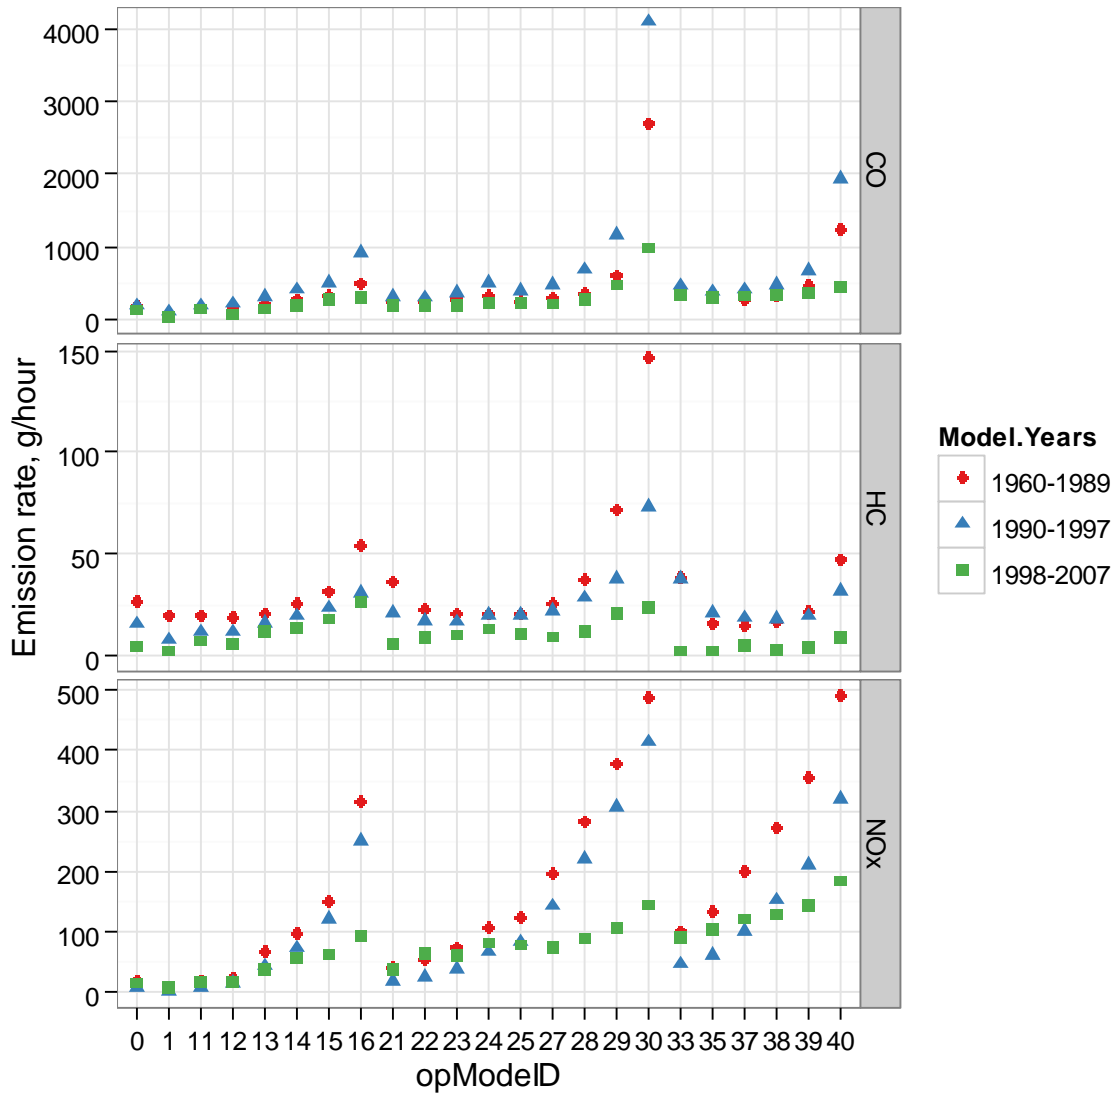 4000
3000
2000
1000
0
CO
150
100
50
0
HC
500
400
300
200
100
0
NOx
Emission rate, g/hour
0 1 11 12 13 14 15 16 21 22 23 24 25 27 28 29 30 33 35 37 38 39 40
opModeID
Model.Years
1960-1989
1990-1997
1998-2007